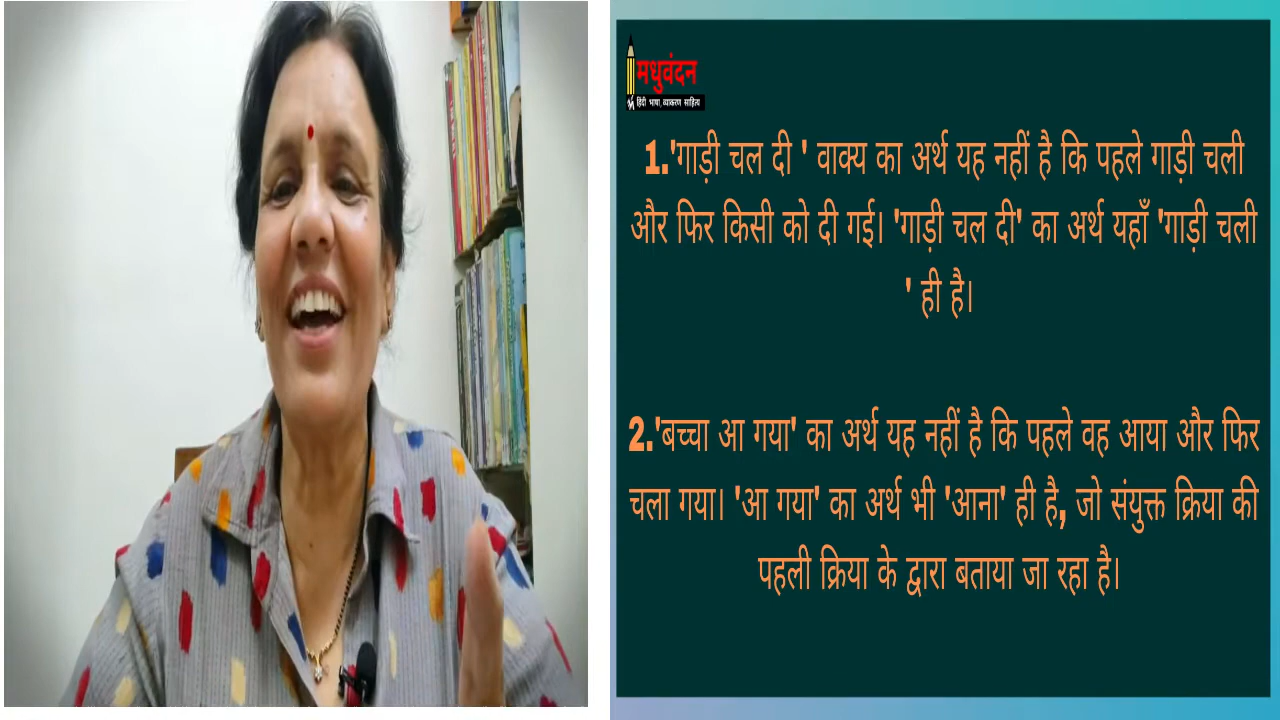 मधुवंदन
हिंदी भाषा, व्याकरण साहित्य
1.'गाड़ी चल दी ' वाक्य का अर्थ यह नहीं है कि पहले गाड़ी चली
और फिर किसी को दी गई। 'गाड़ी चल दी' का अर्थ यहाँ 'गाड़ी चली
' ही है।
2.'बच्चा आ गया' का अर्थ यह नहीं है कि पहले वह आया और फिर
चला गया। 'आ गया' का अर्थ भी 'आना' ही है, जो संयुक्त क्रिया की
पहली क्रिया के द्वारा बताया जा रहा है।